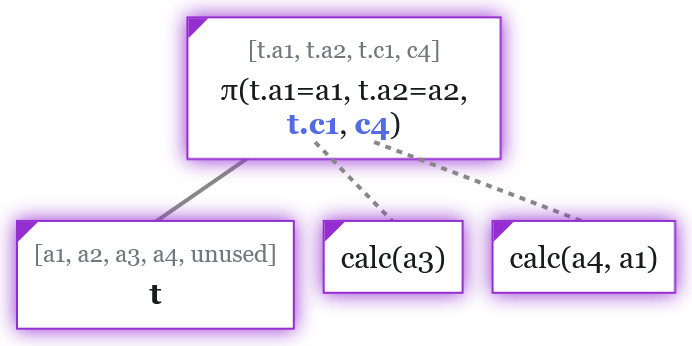 [t.a1, t.a2, t.c1, c4]
π(t.a1=a1, t.a2=a2,
t.c1, c4)
[a1, a2, a3, a4, unused]
t
calc(a3)
calc(a4, a1)